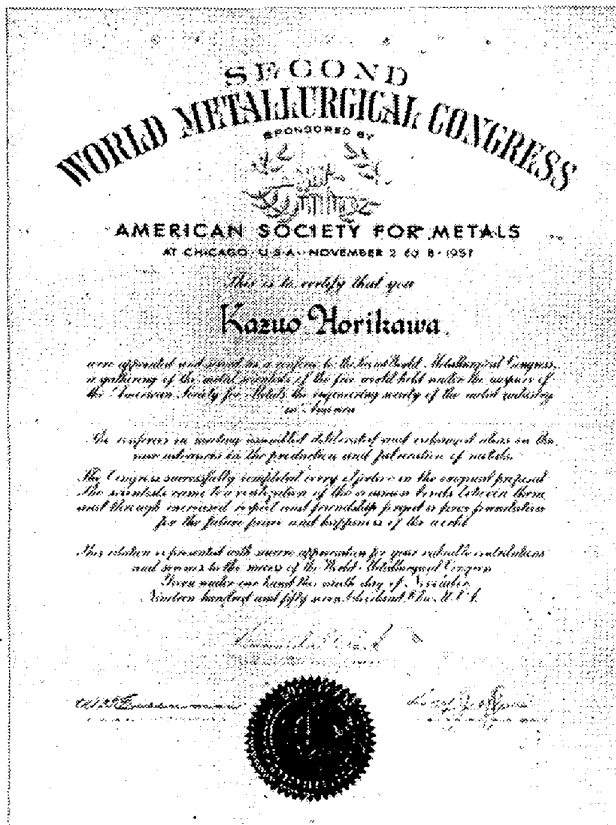 SECOND
WORLD METALLURGICAL CONGRESS
SPONSORED BY
AMERICAN SOCIETY FOR METALS
AT CHICAGO U·S·A·-NOVEMBER 2 TO 8-1957
This is to certify that you
Kazuo Horikawa
were appointed and served as a conferee to the Second World Metallurgical Congress,
a gathering of the metal scientists of the free world held under the auspices of
the American Society for Metals the engineering society of the metal industry
in America
The conferees in meeting assembled deliberated and exchanged ideas on the
new advances in the production and fabrication of metals.
The Congress successfully completed every objective in the original proposal
The scientists came to a realization of the common bonds between them
and through increased respect and friendship forged a firm foundation
for the future peace and happiness of the world
This citation is presented with sincere appreciation for your valuable contributions
and services to the success of the World Metallurgical Congress
Given under our hand this ninth day of November
Nineteen hundred and fifty seven, Cleveland, Ohio, U.S.A.